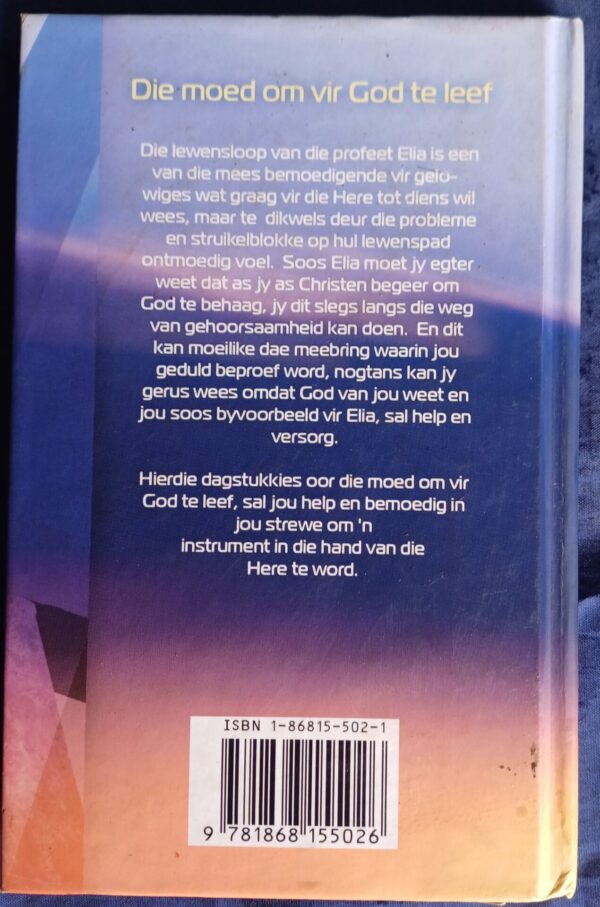 Die moed om vir God te leef
Die lewensloop van die profeet Elia is een
van die mees bemoedigende vir gelo-
wiges wat graag vir die Here tot diens wil
wees, maar te dikwels deur die probleme
en struikelblokke op hul lewenspad
ontmoedig voel. Soos Elia moet jy egter
weet dat as jy as Christen begeer om
God te behaag, jy dit slegs langs die weg
van gehoorsaamheid kan doen. En dit
kan moeilike dae meebring waarin jou
geduld beproef word, nogtans kan jy
gerus wees omdat God van jou weet en
jou soos byvoorbeeld vir Elia, sal help en
versorg.
Hierdie dagstukkies oor die moed om vir
God te leef, sal jou help en bemoedig in
jou strewe om 'n
instrument in die hand van die
Here te word.
ISBN 1-86815-502-1
9 781868 155026